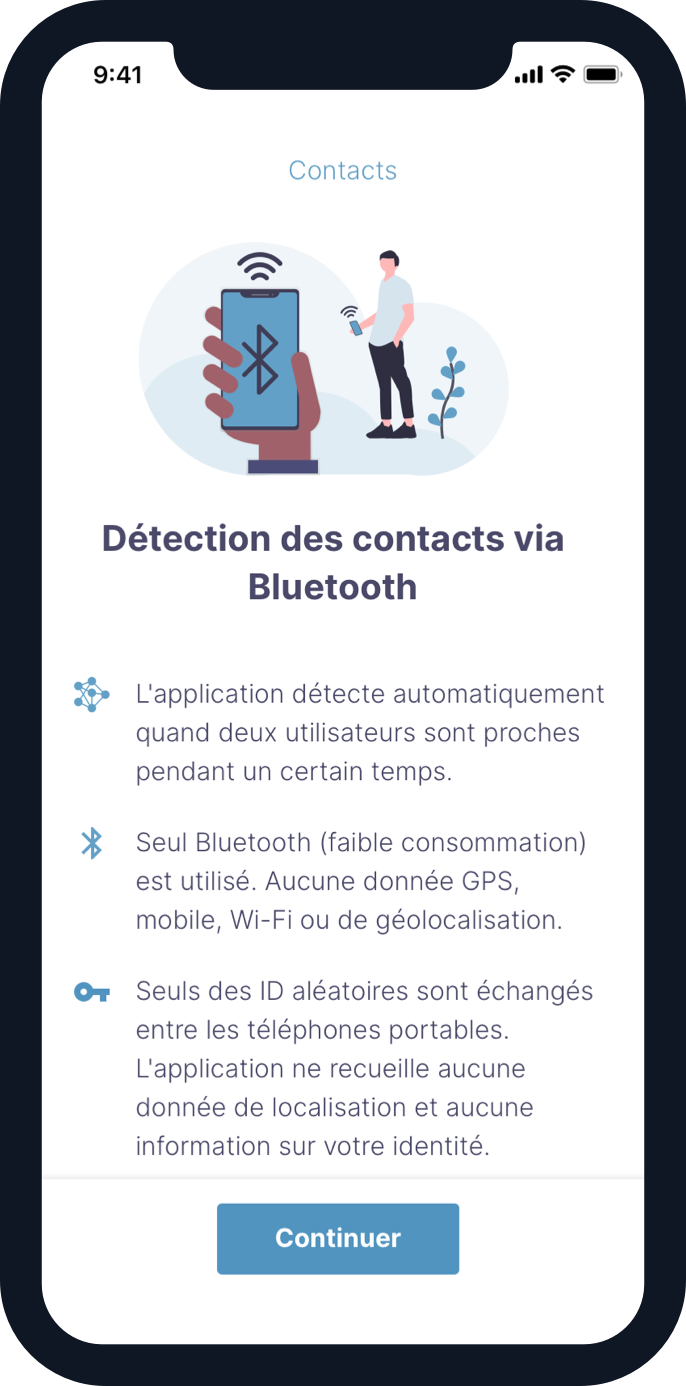 9:41
Contacts
Détection des contacts via
Bluetooth
L'application détecte automatiquement
quand deux utilisateurs sont proches
pendant un certain temps.
Seul Bluetooth (faible consommation)
est utilisé. Aucune donnée GPS,
mobile, Wi-Fi ou de géolocalisation.
Seuls des ID aléatoires sont échangés
entre les téléphones portables.
L'application ne recueille aucune
donnée de localisation et aucune
information sur votre identité.
Continuer